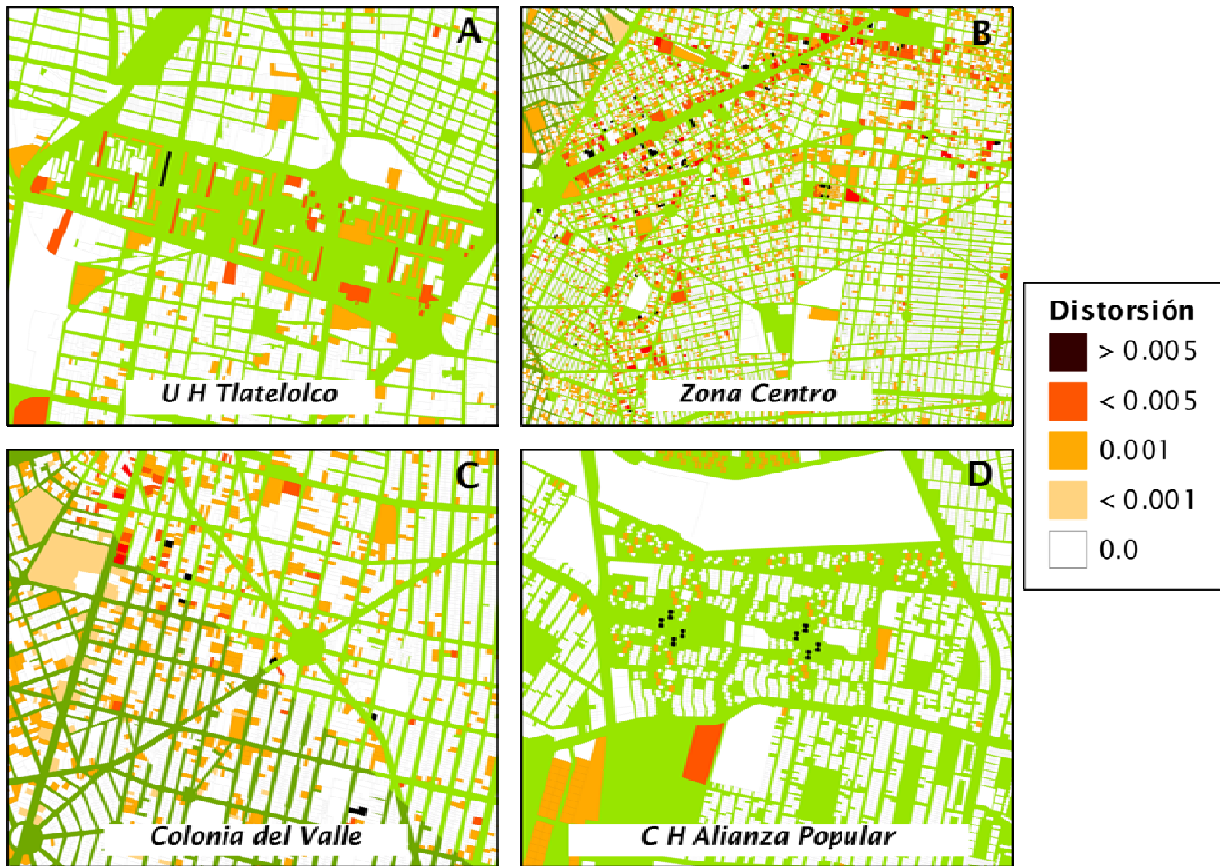 A
U H Tlatelolco
B
Zona Centro
C
Colonia del Valle
D
C H Alianza Popular
Distorsión
> 0.005
< 0.005
0.001
< 0.001
0.0